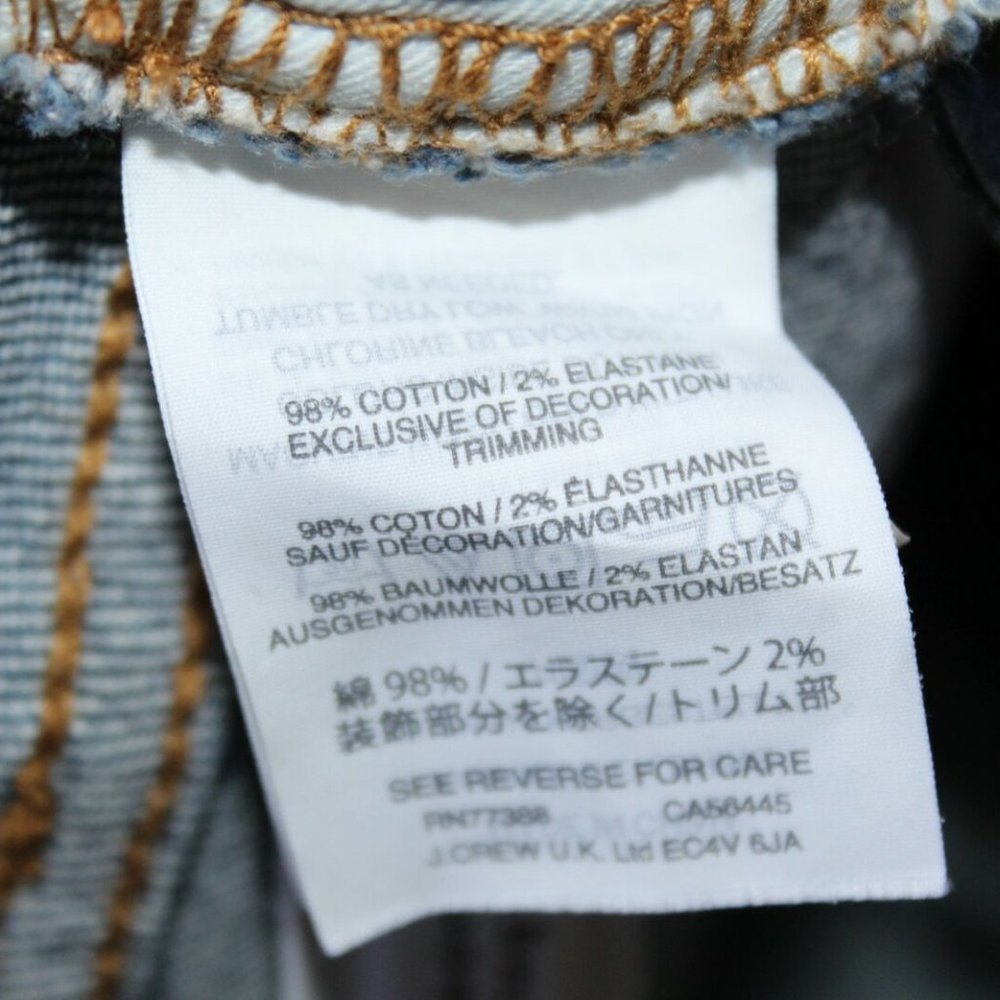 98% COTTON / 2% ELASTANE
EXCLUSIVE OF DECORATION/
TRIMMING
98% COTON / 2% ÉLASTHANNE
SAUF DÉCORATION/GARNITURES
98% BAUMWOLLE / 2% ELASTAN
AUSGENOMMEN DEKORATION/BESATZ
綿 98% / エラステーン 2%
装飾部分を除く/トリム部
SEE REVERSE FOR CARE
RN77388 CA56445
J.CREW U.K. Ltd EC4V 6JA